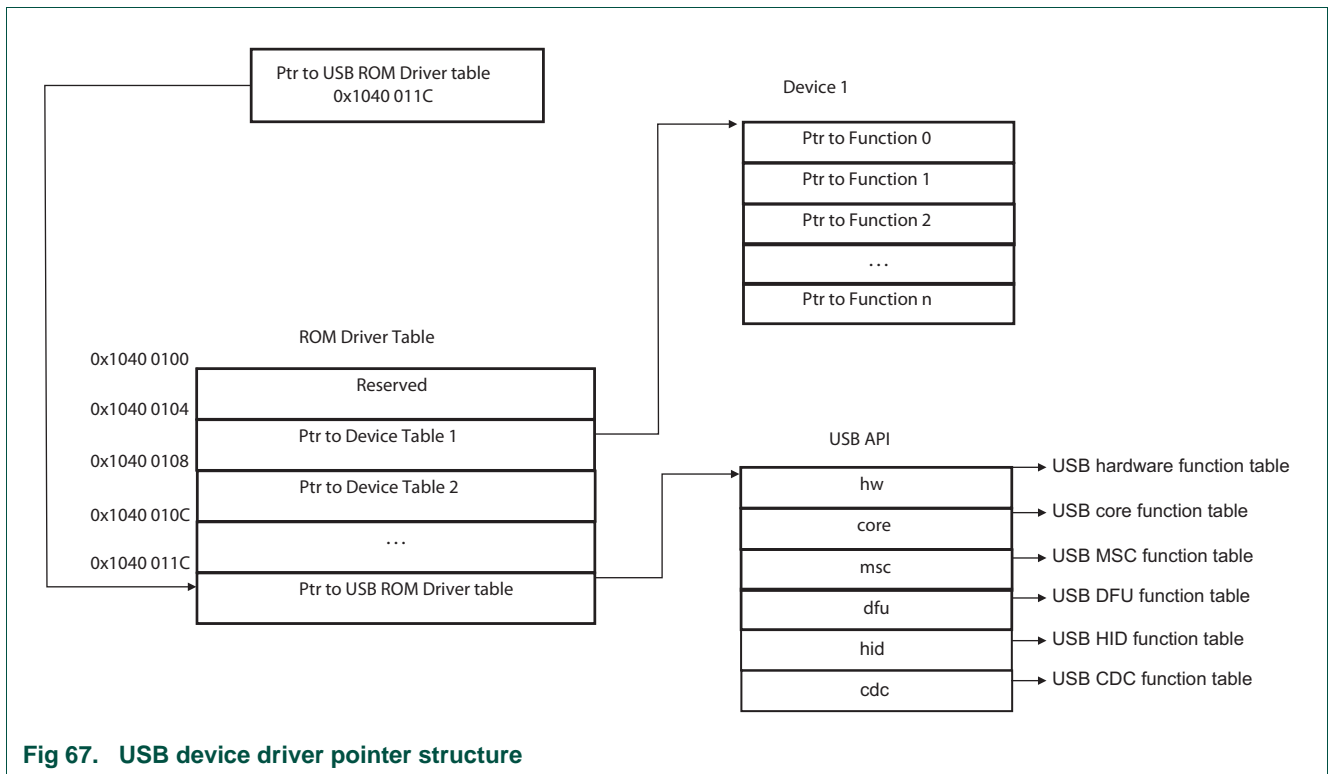 Ptr to USB ROM Driver table
0x1040 011C
Device 1
Ptr to Function 0
Ptr to Function 1
Ptr to Function 2
...
Ptr to Function n
ROM Driver Table
0x1040 0100
Reserved
0x1040 0104
Ptr to Device Table 1
0x1040 0108
Ptr to Device Table 2
0x1040 010C
...
0x1040 011C
Ptr to USB ROM Driver table
USB API
hw
USB hardware function table
core
USB core function table
msc
USB MSC function table
dfu
USB DFU function table
hid
USB HID function table
cdc
USB CDC function table
Fig 67. USB device driver pointer structure